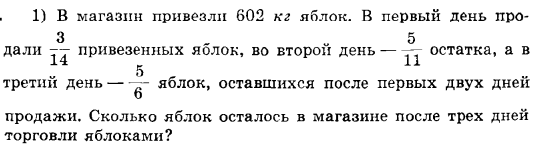 1) В магазин привезли 602 кг яблок. В первый день про-
дали 3/14 привезенных яблок, во второй день — 5/11 остатка, а в
третий день — 5/6 яблок, оставшихся после первых двух дней
продажи. Сколько яблок осталось в магазине после трех дней
торговли яблоками?